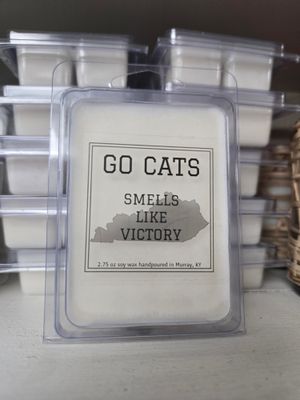 GO CATS
SMELLS
LIKE
VICTORY
2.75 oz soy wax handpoured in Murray, KY